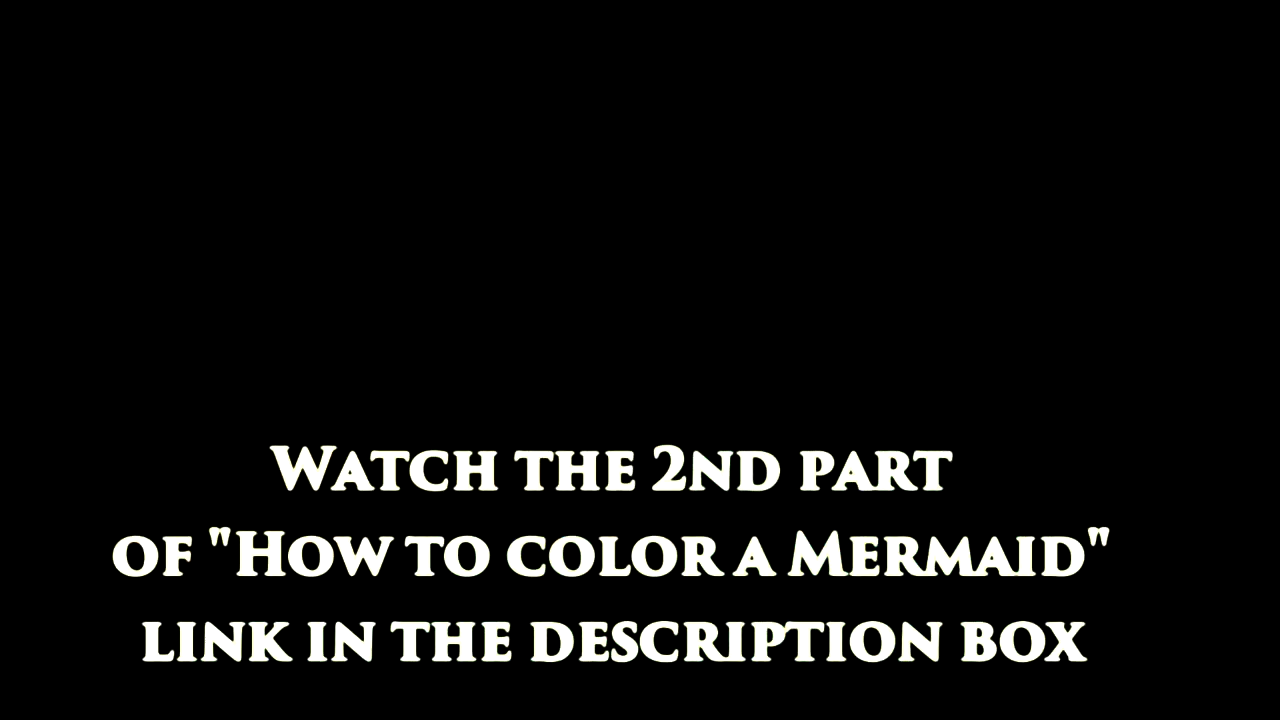 Watch the 2nd part
of "How to color a Mermaid"
link in the description box